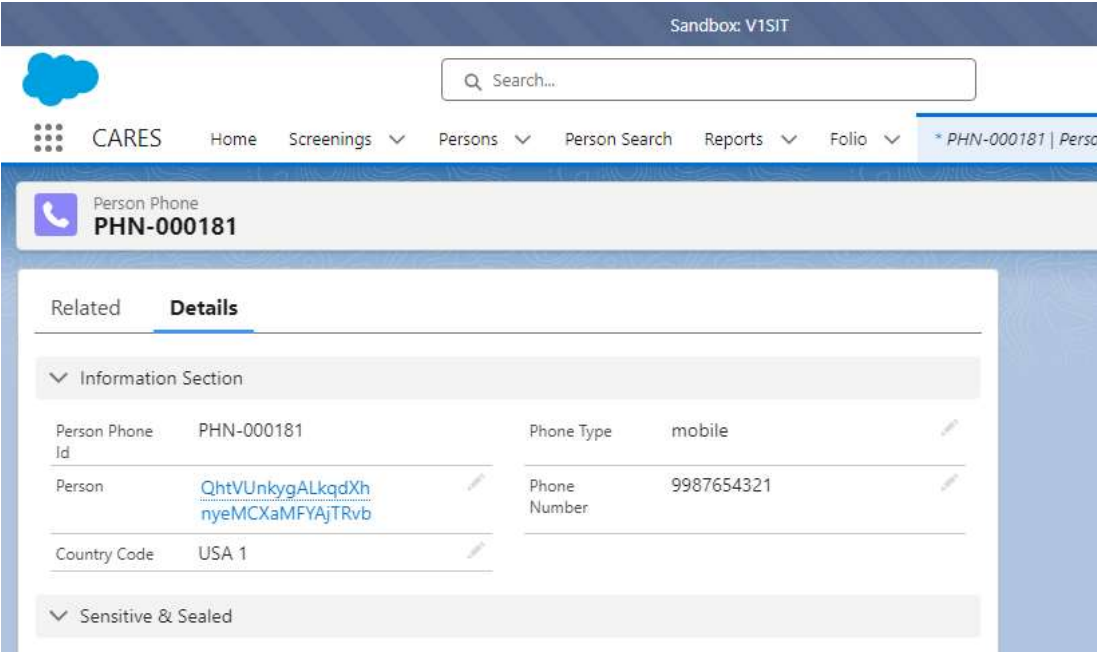 Sandbox: V1SIT
Search...
CARES Home Screenings Persons Person Search Reports Folio * PHN-000181 | Perso
Person Phone
PHN-000181
Related Details
Information Section
Person Phone Id PHN-000181 Phone Type mobile
Person QhtVUnkygALkqdXh
nyeMCXaMFYAjTRvb
Phone Number 9987654321
Country Code USA 1
Sensitive & Sealed